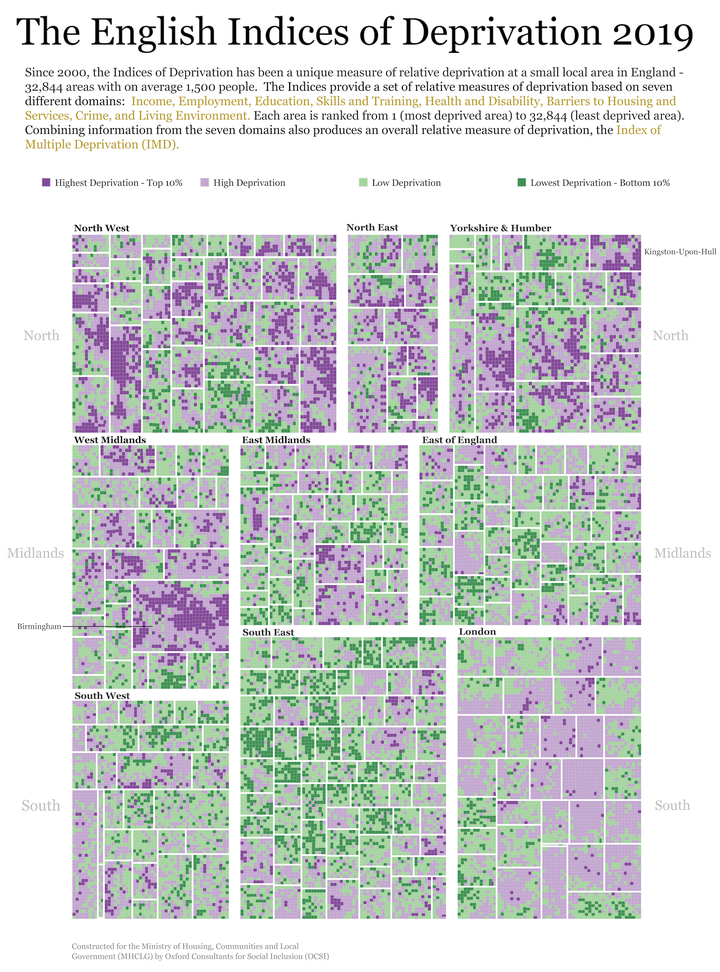 The English Indices of Deprivation 2019
Since 2000, the Indices of Deprivation has been a unique measure of relative deprivation at a small local area in England -
32,844 areas with on average 1,500 people. The Indices provide a set of relative measures of deprivation based on seven
different domains: Income, Employment, Education, Skills and Training, Health and Disability, Barriers to Housing and
Services, Crime, and Living Environment. Each area is ranked from 1 (most deprived area) to 32,844 (least deprived area).
Combining information from the seven domains also produces an overall relative measure of deprivation, the Index of
Multiple Deprivation (IMD).
Highest Deprivation - Top 10% High Deprivation Low Deprivation Lowest Deprivation - Bottom 10%
North West North East Yorkshire & Humber
Kingston-Upon-Hull
North North
West Midlands East Midlands East of England
Midlands Midlands
Birmingham
South East London
South West
South South
Constructed for the Ministry of Housing, Communities and Local
Government (MHCLG) by Oxford Consultants for Social Inclusion (OCSI)